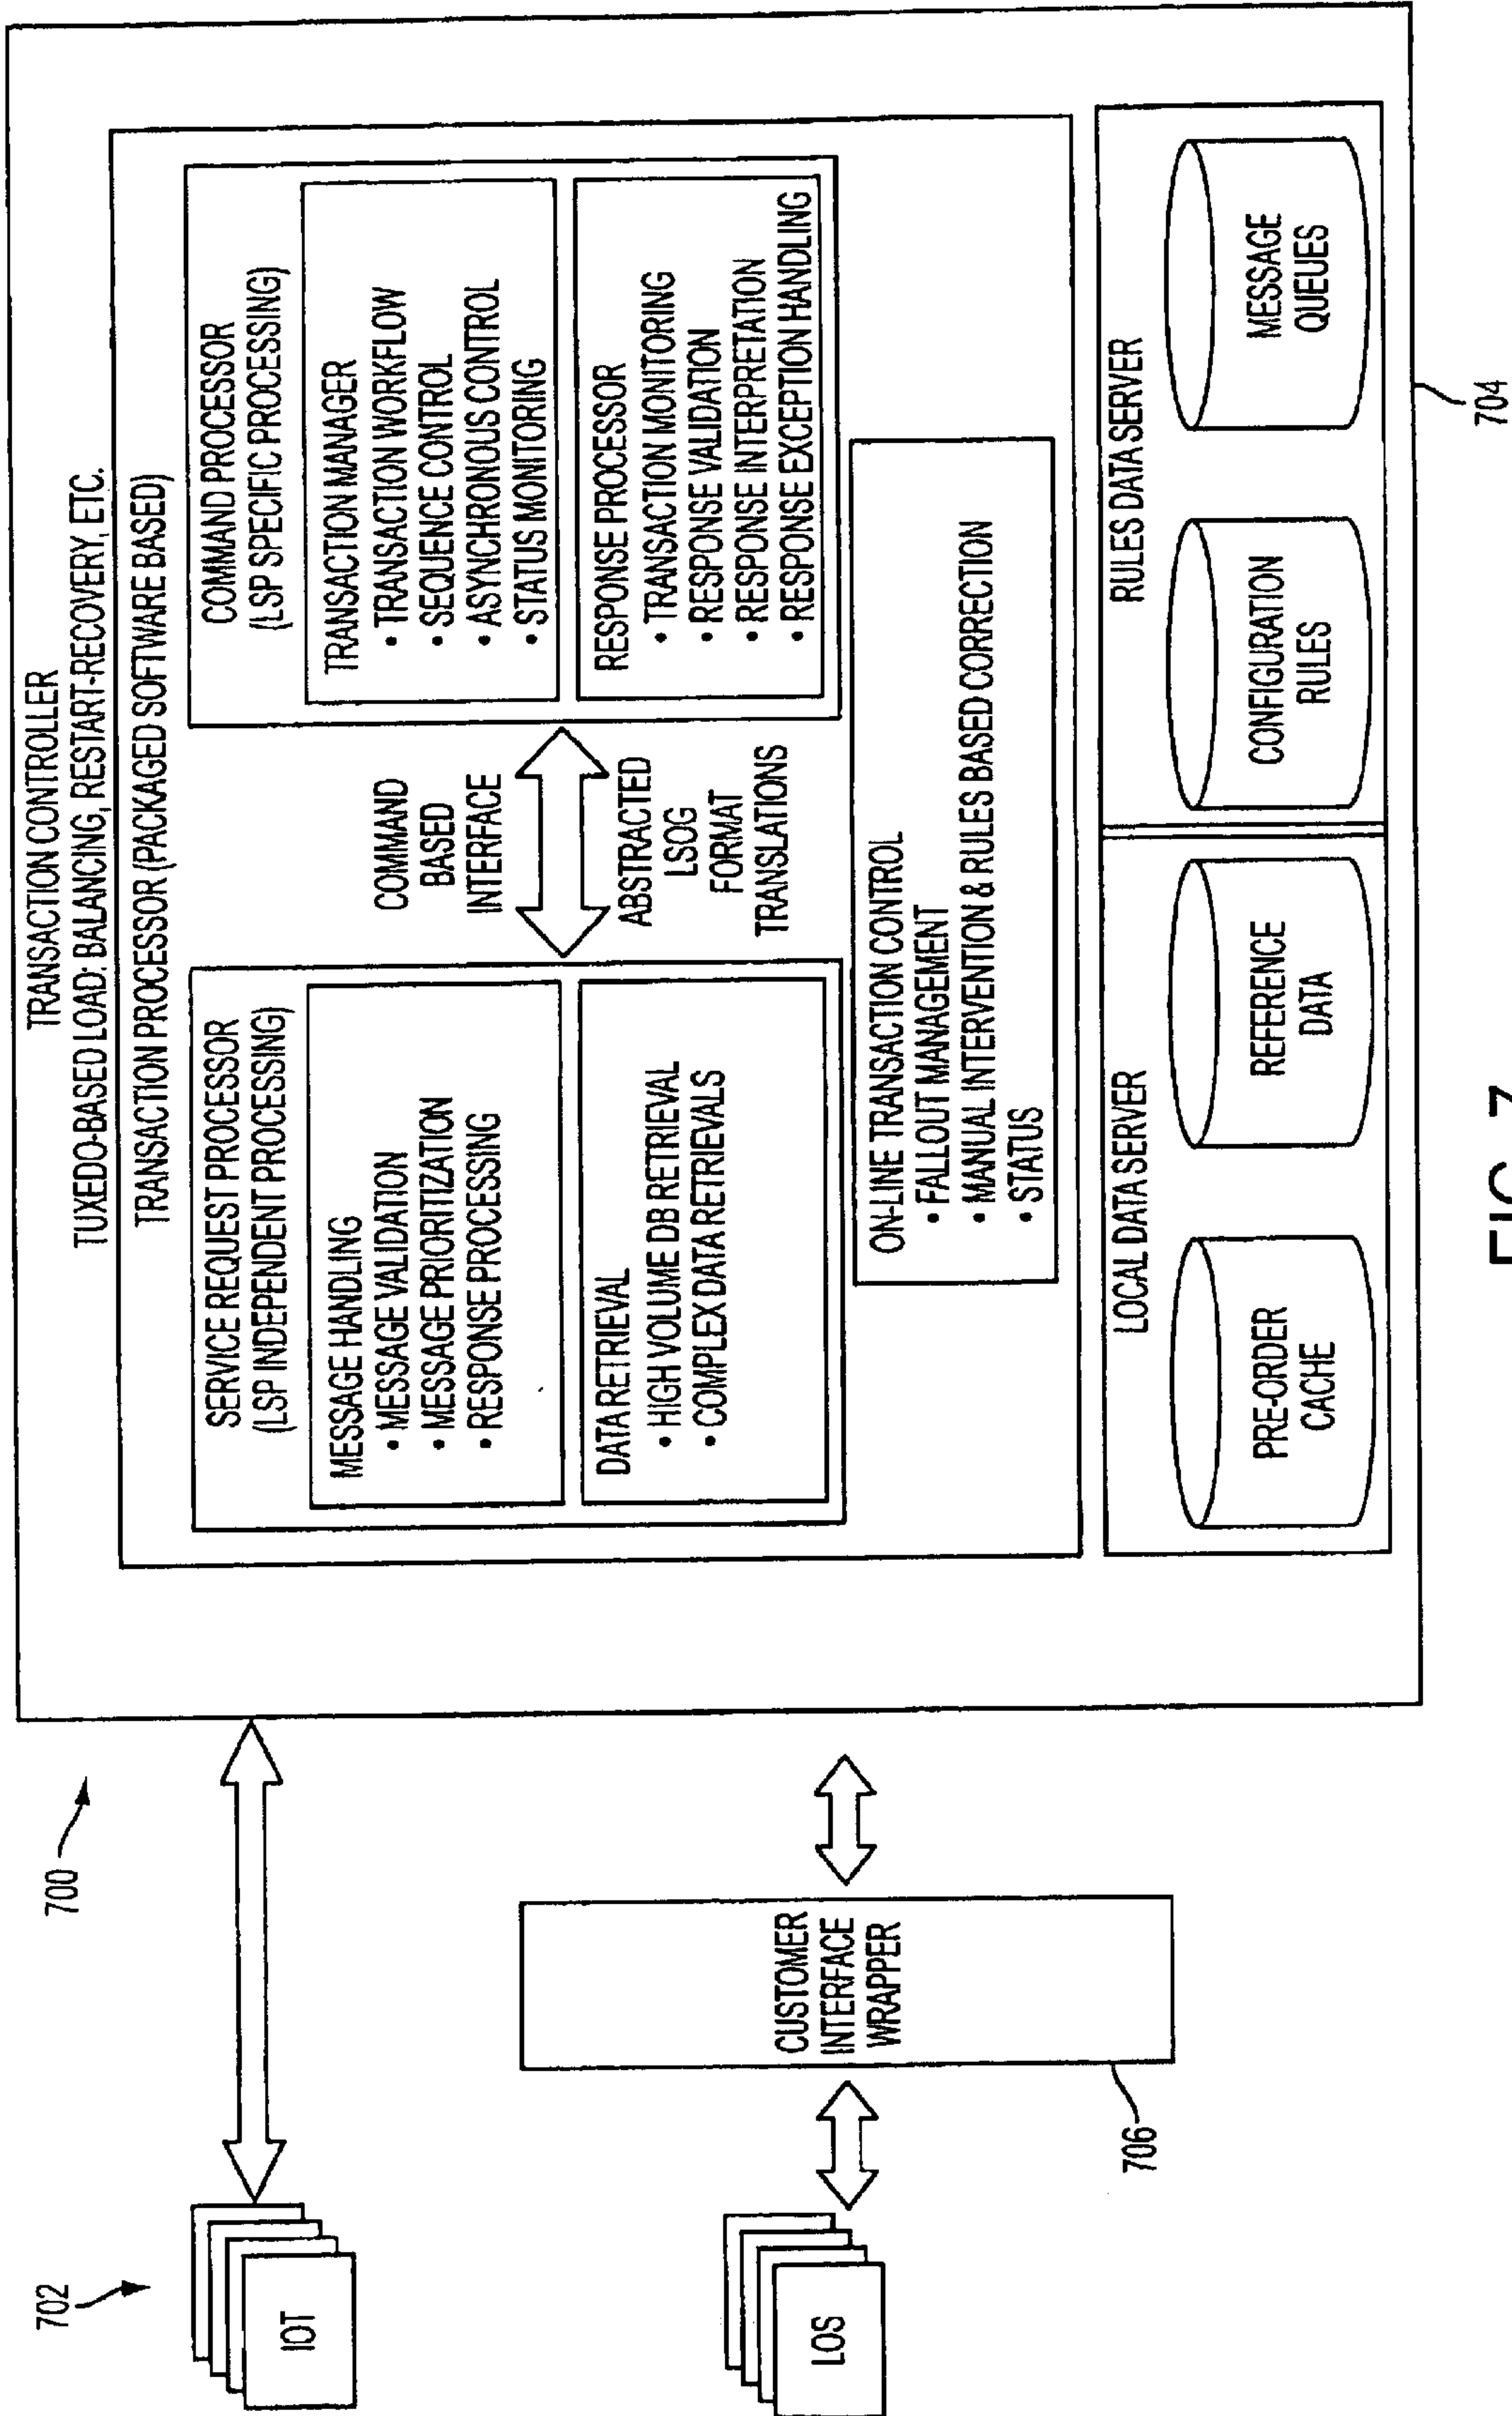 700
702
IOT
LOS
CUSTOMER
INTERFACE
WRAPPER
706
TRANSACTION CONTROLLER
TUXEDO-BASED LOAD: BALANCING, RESTART-RECOVERY, ETC.
TRANSACTION PROCESSOR (PACKAGED SOFTWARE BASED)
SERVICE REQUEST PROCESSOR
(LSP INDEPENDENT PROCESSING)
MESSAGE HANDLING
• MESSAGE VALIDATION
• MESSAGE PRIORITIZATION
• RESPONSE PROCESSING
DATA RETRIEVAL
• HIGH VOLUME DB RETRIEVAL
• COMPLEX DATA RETRIEVALS
COMMAND
BASED
INTERFACE
ABSTRACTED
LSOG
FORMAT
TRANSLATIONS
COMMAND PROCESSOR
(LSP SPECIFIC PROCESSING)
TRANSACTION MANAGER
• TRANSACTION WORKFLOW
• SEQUENCE CONTROL
• ASYNCHRONOUS CONTROL
• STATUS MONITORING
RESPONSE PROCESSOR
• TRANSACTION MONITORING
• RESPONSE VALIDATION
• RESPONSE INTERPRETATION
• RESPONSE EXCEPTION HANDLING
ON-LINE TRANSACTION CONTROL
• FALLOUT MANAGEMENT
• MANUAL INTERVENTION & RULES BASED CORRECTION
• STATUS
LOCAL DATA SERVER
PRE-ORDER
CACHE
REFERENCE
DATA
RULES DATA SERVER
CONFIGURATION
RULES
MESSAGE
QUEUES
704
FIG. 7